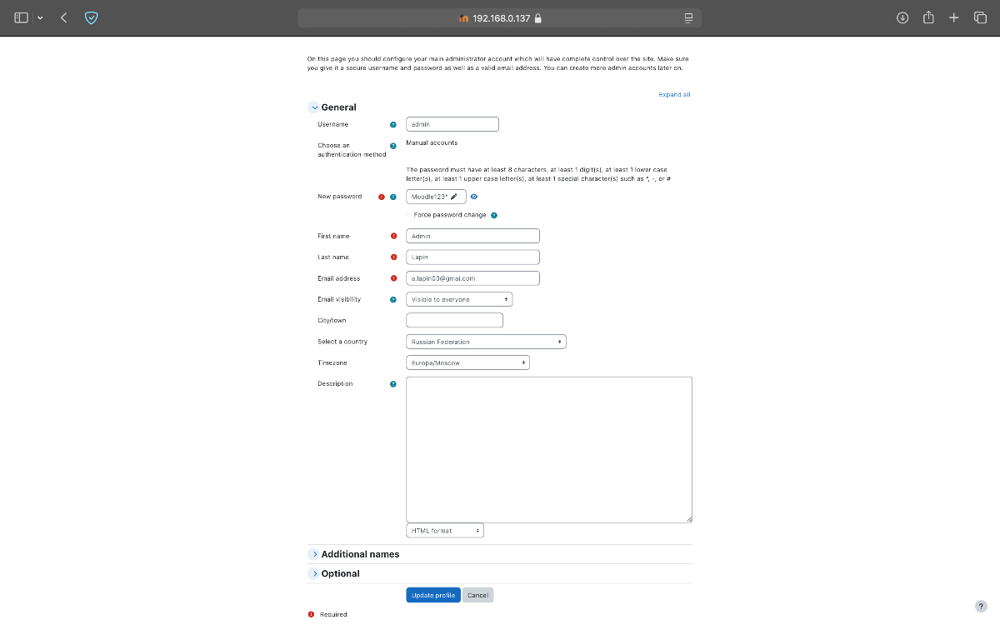 192.168.0.137
On this page you should configure your main administrator account which will have complete control over the site. Make sure
you give it a secure username and password as well as a valid email address. You can create more admin accounts later on.
Expand all
General
Username
admin
Choose an
authentication method
Manual accounts
The password must have at least 8 characters, at least 1 digit(s), at least 1 lower case
letter(s), at least 1 upper case letter(s), at least 1 special character(s) such as *, -, or #
New password
Moodle123*
Force password change
First name
Admin
Last name
Lapin
Email address
a.lapin03@gmai.com
Email visibility
Visible to everyone
City/town
Select a country
Russian Federation
Timezone
Europe/Moscow
Description
HTML format
Additional names
Optional
Update profile
Cancel
?
Required